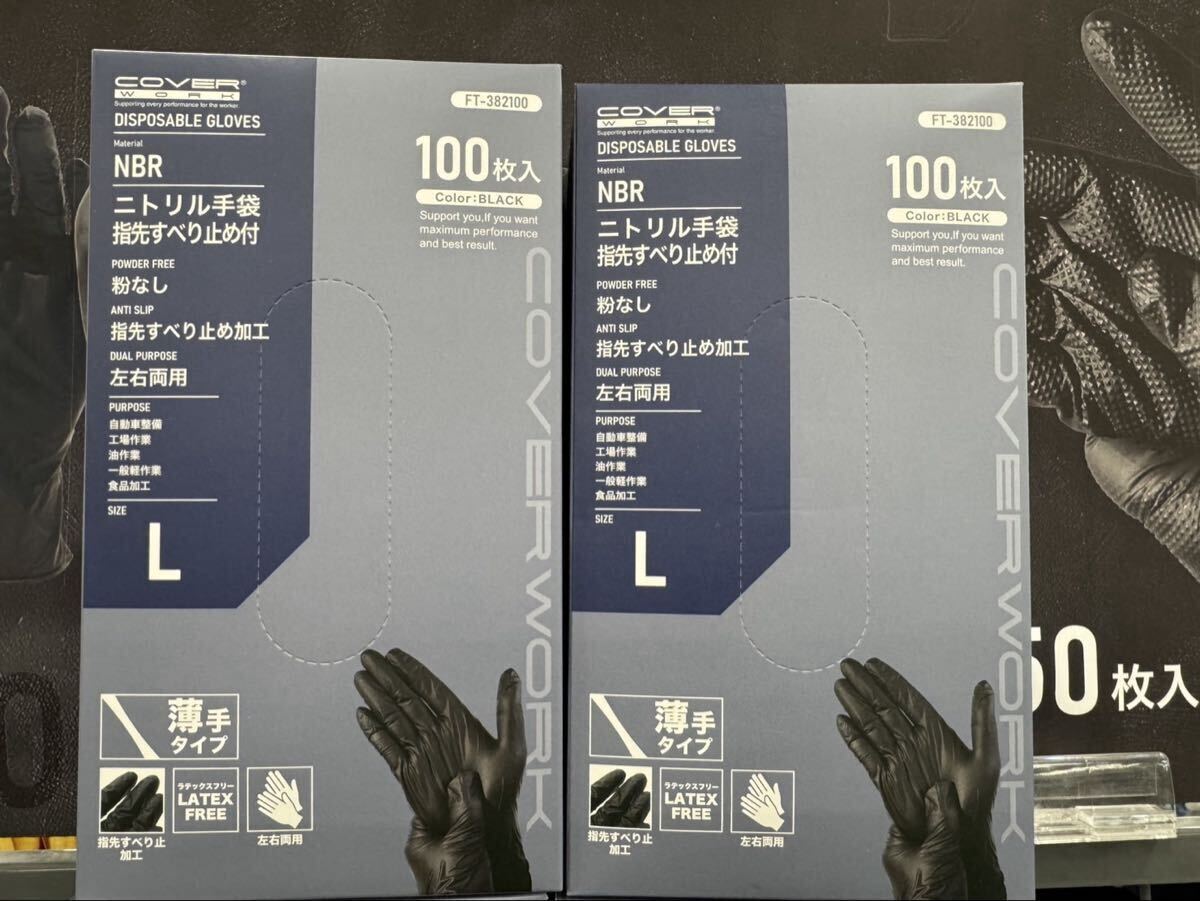 COVER®
WORK
Supporting every performance for the worker.
DISPOSABLE GLOVES
Material
NBR
ニトリル手袋
指先すべり止め付
POWDER FREE
粉なし
ANTI SLIP
指先すべり止め加工
DUAL PURPOSE
左右両用
PURPOSE
自動車整備
工場作業
油作業
一般軽作業
食品加工
SIZE
L
FT-382100
100枚入
Color:BLACK
Support you,If you want
maximum performance
and best result.
COVERWORK
薄手
タイプ
指先すべり止
加工
ラテックスフリー
LATEX
FREE
左右両用
COVER®
WORK
Supporting every performance for the worker.
DISPOSABLE GLOVES
Material
NBR
ニトリル手袋
指先すべり止め付
POWDER FREE
粉なし
ANTI SLIP
指先すべり止め加工
DUAL PURPOSE
左右両用
PURPOSE
自動車整備
工場作業
油作業
一般軽作業
食品加工
SIZE
L
FT-382100
100枚入
Color:BLACK
Support you,If you want
maximum performance
and best result.
COVERWORK
薄手
タイプ
指先すべり止
加工
ラテックスフリー
LATEX
FREE
左右両用
50枚入